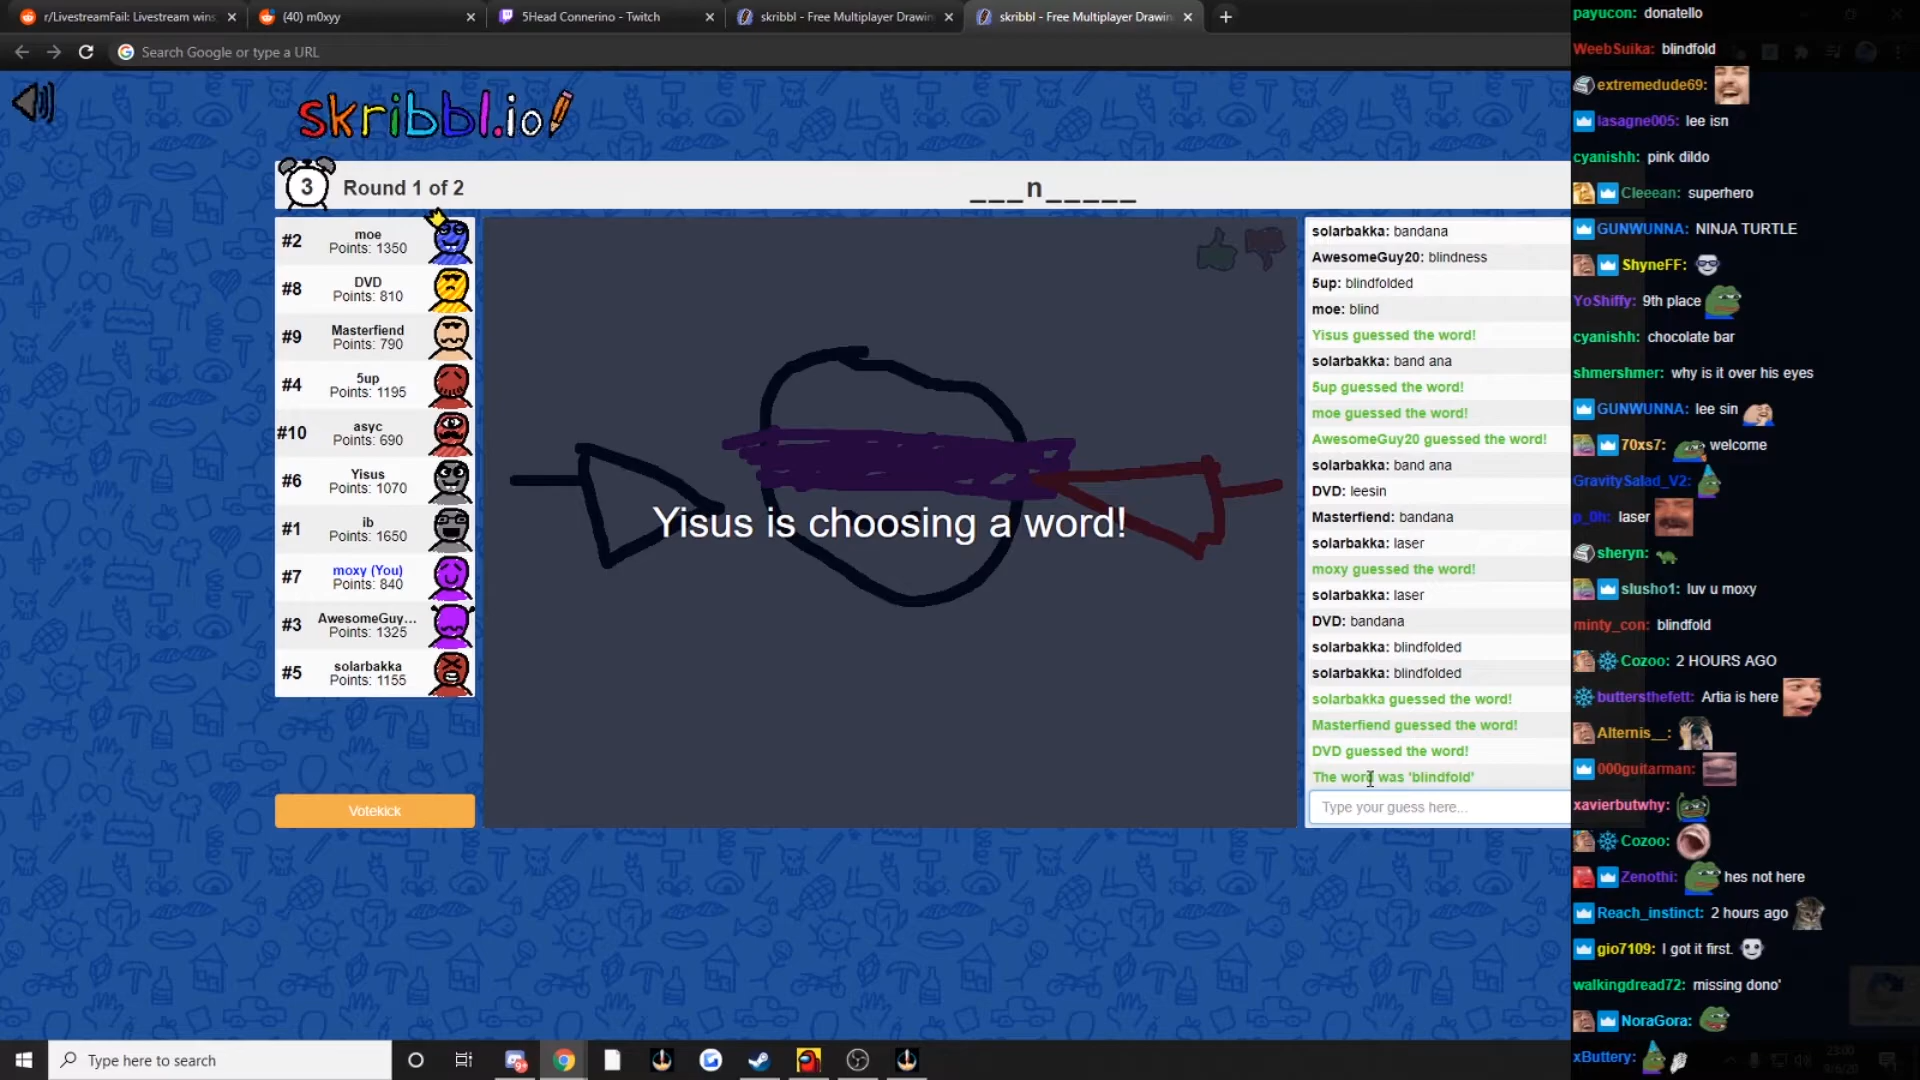 r/LivestreamFail: Livestream wins,
(40) m0xyy
5Head Connerino - Twitch
skribbl - Free Multiplayer Drawin
skribbl - Free Multiplayer Drawin
Search Google or type a URL
skribbl.io
3
Round 1 of 2
___n_____
#2 moe
Points: 1350
#8 DVD
Points: 810
#9 Masterfiend
Points: 790
#4 5up
Points: 1195
#10 asyc
Points: 690
#6 Yisus
Points: 1070
#1 ib
Points: 1650
#7 moxy (You)
Points: 840
#3 AwesomeGuy...
Points: 1325
#5 solarbakka
Points: 1155
Votekick
Yisus is choosing a word!
solarbakka: bandana
AwesomeGuy20: blindness
5up: blindfolded
moe: blind
Yisus guessed the word!
solarbakka: band ana
5up guessed the word!
moe guessed the word!
AwesomeGuy20 guessed the word!
solarbakka: band ana
DVD: leesin
Masterfiend: bandana
solarbakka: laser
moxy guessed the word!
solarbakka: laser
DVD: bandana
solarbakka: blindfolded
solarbakka: blindfolded
solarbakka guessed the word!
Masterfiend guessed the word!
DVD guessed the word!
The word was 'blindfold'
Type your guess here...
payucon: donatello
WeebSuika: blindfold
extremedude69:
lasagne005: lee isn
cyanishh: pink dildo
Cleeean: superhero
GUNWUNNA: NINJA TURTLE
ShyneFF:
YoShiffy: 9th place
cyanishh: chocolate bar
shmershmer: why is it over his eyes
GUNWUNNA: lee sin
70xs7: welcome
GravitySalad_V2:
p_0h: laser
sheryn:
slusho1: luv u moxy
minty_con: blindfold
Cozoo: 2 HOURS AGO
buttersthefett: Artia is here
Alternis__:
000guitarman:
xavierbutwhy:
Cozoo:
Zenothi: hes not here
Reach_instinct: 2 hours ago
gio7109: I got it first.
walkingdread72: missing dono'
NoraGora:
xButtery:
Type here to search
23:00
9/6/20